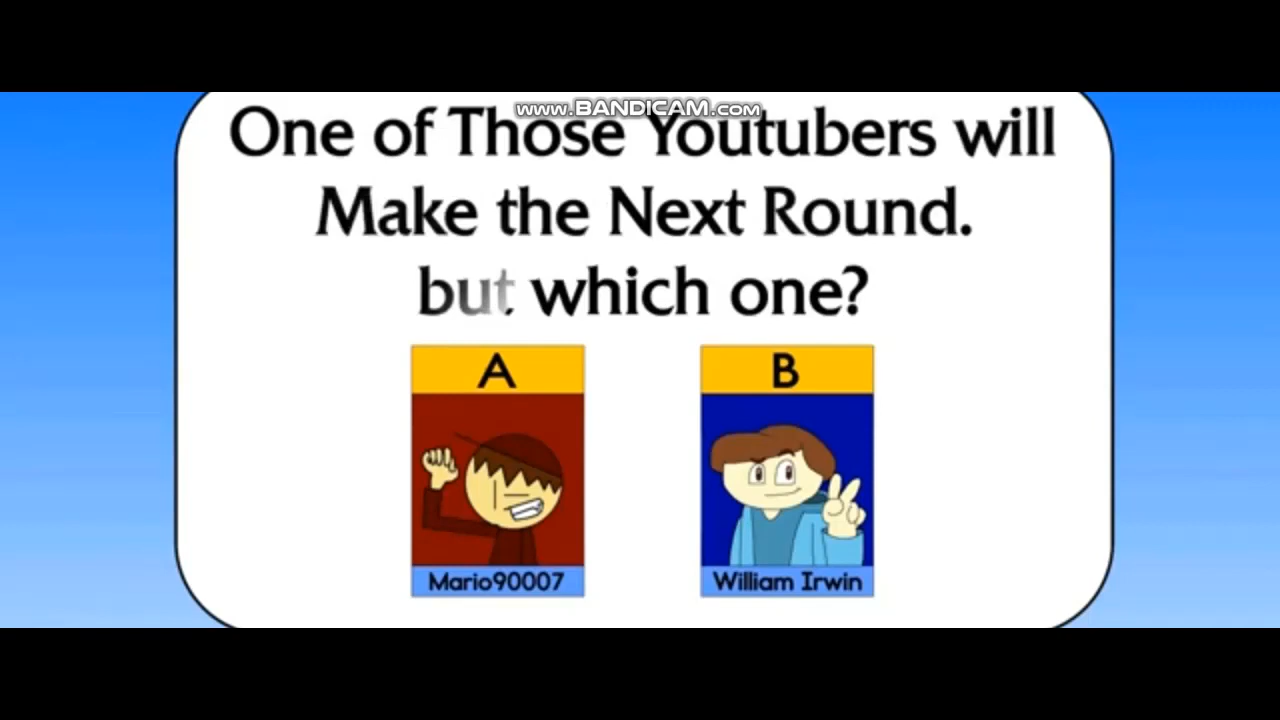 www.BANDICAM.com
One of Those Youtubers will
Make the Next Round.
but which one?
A
B
Mario90007
William Irwin